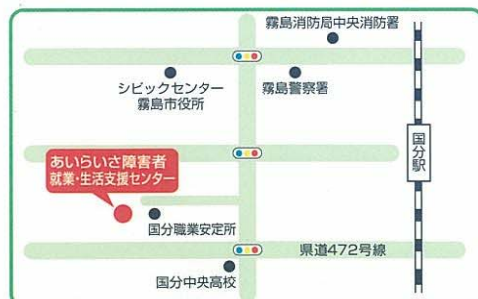 霧島消防局中央消防署
シビックセンター
霧島市役所
霧島警察署
国分駅
あいらいさ障害者
就業・生活支援センター
国分職業安定所
県道472号線
国分中央高校